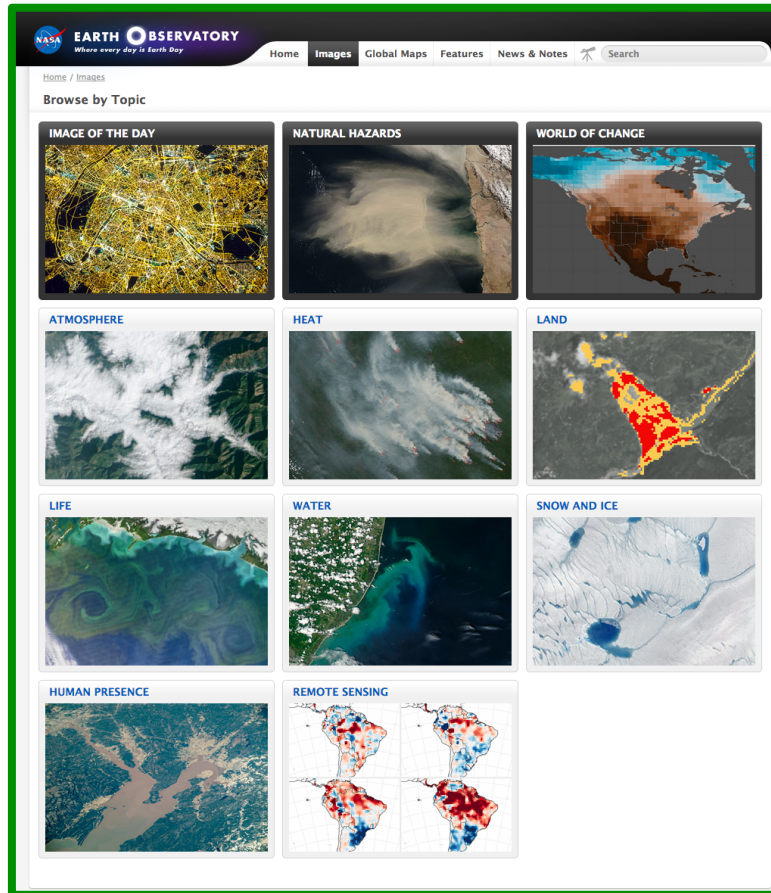 NASA
EARTH OBSERVATORY
Where every day is Earth Day
Home Images Global Maps Features News & Notes Search
Home / Images
Browse by Topic
IMAGE OF THE DAY NATURAL HAZARDS WORLD OF CHANGE
ATMOSPHERE HEAT LAND
LIFE WATER SNOW AND ICE
HUMAN PRESENCE REMOTE SENSING